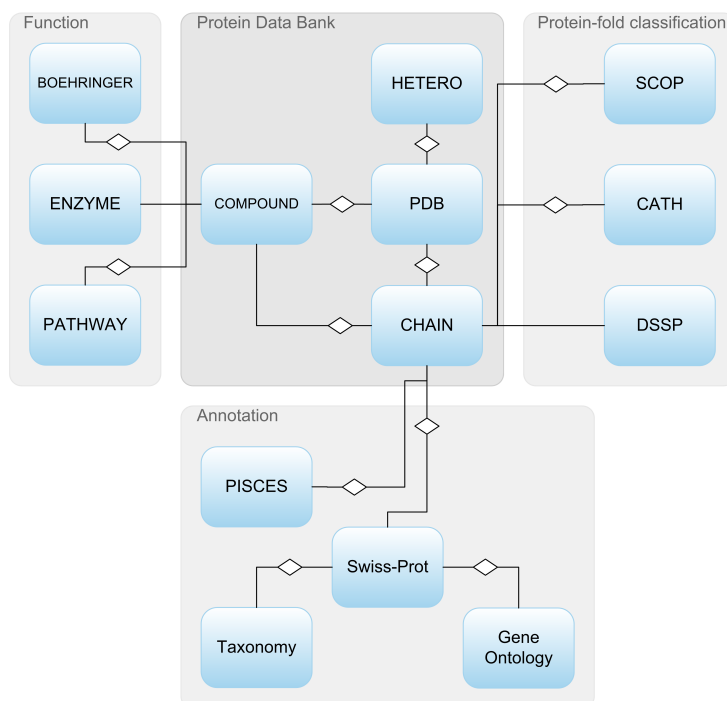 Function
Protein Data Bank
Protein-fold classification
BOEHRINGER
HETERO
SCOP
ENZYME
COMPOUND
PDB
CATH
PATHWAY
CHAIN
DSSP
Annotation
PISCES
Swiss-Prot
Taxonomy
Gene
Ontology